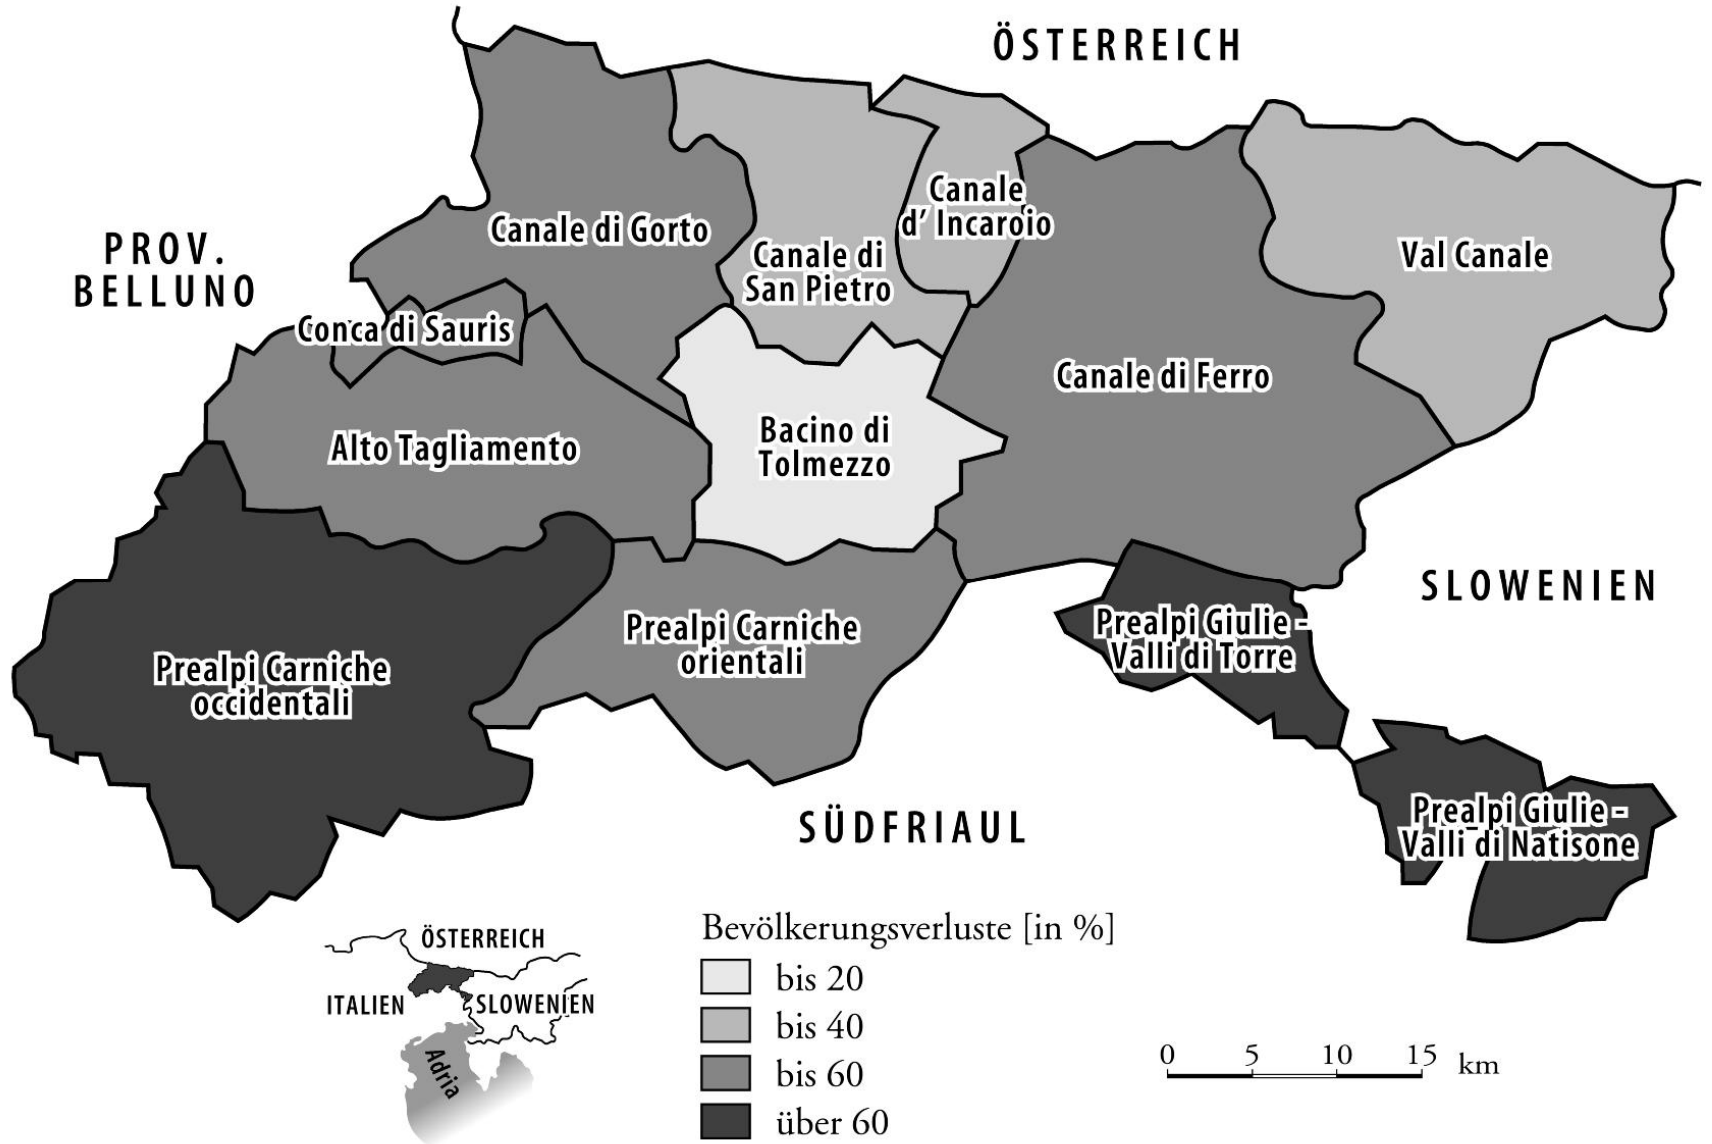 ÖSTERREICH
Canale
d' Incaroio
Canale di Gorto
PROV.
BELLUNO
Canale di
San Pietro
Val Canale
Conca di Sauris
Canale di Ferro
Alto Tagliamento
Bacino di
Tolmezzo
SLOWENIEN
Prealpi Carniche
orientali
Prealpi Giulie -
Valli di Torre
Prealpi Carniche
occidentali
SÜDFRIAUL
Prealpi Giulie -
Valli di Natisone
ÖSTERREICH
ITALIEN
SLOWENIEN
Adria
Bevölkerungsverluste [in %]
bis 20
bis 40
bis 60
über 60
0 5 10 15 km